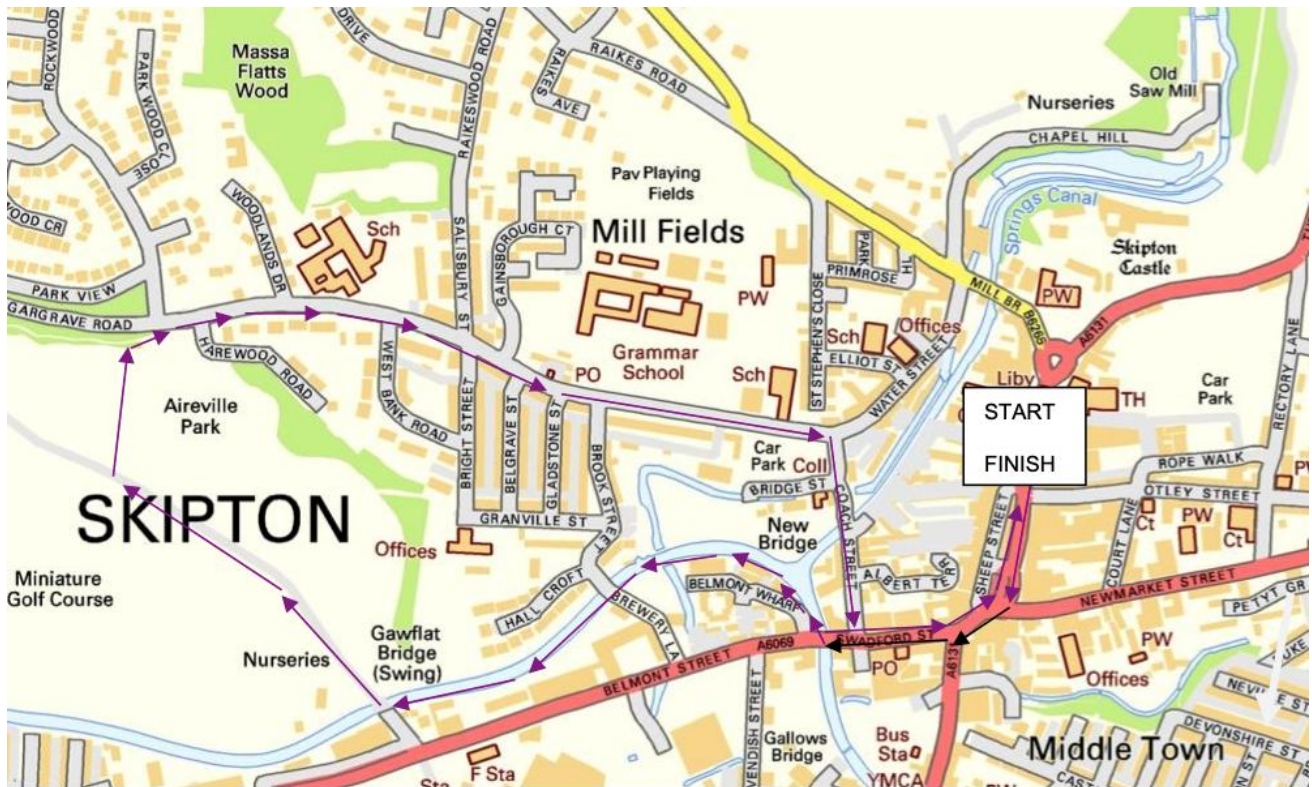 ROCKWOOD
DRIVE
PARK WOOD CLOSE
Massa
Flatts
Wood
RAIKESWOOD ROAD
RAIKES ROAD
RAIKES
AVE
Old
Saw Mill
Nurseries
CHAPEL HILL
Springs Canal
WOOD CR
WOODLANDS DR
Sch
SALISBURY ST
GAINSBOROUGH CT
Pav Playing
Fields
Mill Fields
PARK
PRIMROSE
Skipton
Castle
PARK VIEW
GARGRAVE ROAD
PW
ST STEPHEN'S CLOSE
MILL BR
B6265
PW
A6131
Sch
Offices
ELLIOT ST
WATER STREET
RECTORY LANE
HAREWOOD ROAD
WEST BANK ROAD
PO
Grammar
School
Sch
Liby
TH
Car
Park
START
FINISH
Aireville
Park
BRIGHT STREET
BELGRAVE ST
GLADSTONE ST
BROOK STREET
Car
Park
Coll
BRIDGE ST
COACH STREET
ROPE WALK
OTLEY STREET
SKIPTON
GRANVILLE ST
Offices
New
Bridge
SHEEP STREET
COURT LANE
Ct
PW
Ct
Miniature
Golf Course
HALL CROFT
BELMONT WHARF
ALBERT TERR
NEWMARKET STREET
PETYT GR
Gawflat
Bridge
(Swing)
BREWERY LA
A6069
SWADFORD ST
PO
A6131
PW
Offices
Nurseries
BELMONT STREET
Gallows
Bridge
Bus
Sta
YMCA
DEVONSHIRE ST
Middle Town
F Sta
Sta
PW